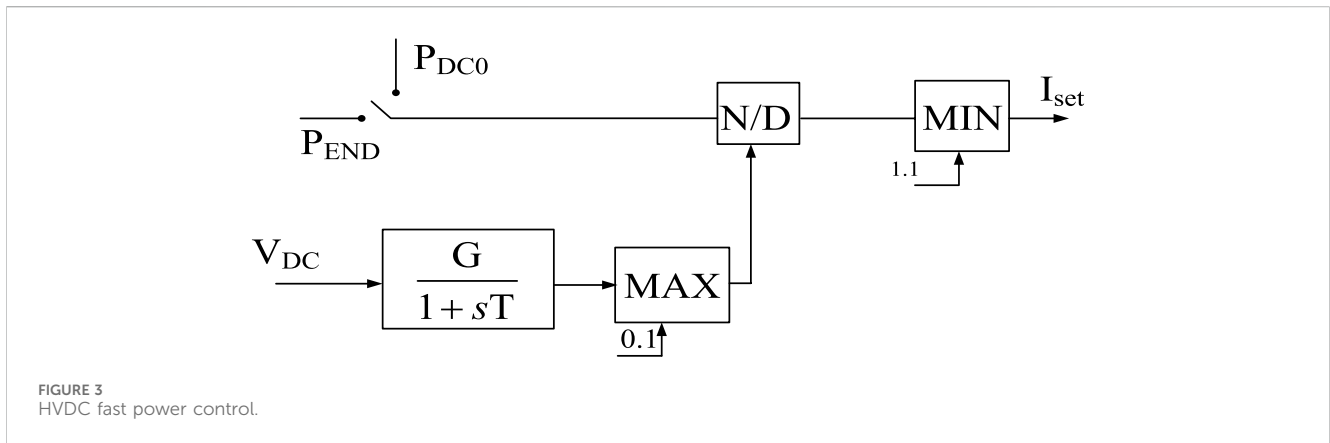 P_DC0
P_END
N/D
MIN
I_set
1.1
V_DC
G
1 + sT
MAX
0.1
FIGURE 3
HVDC fast power control.